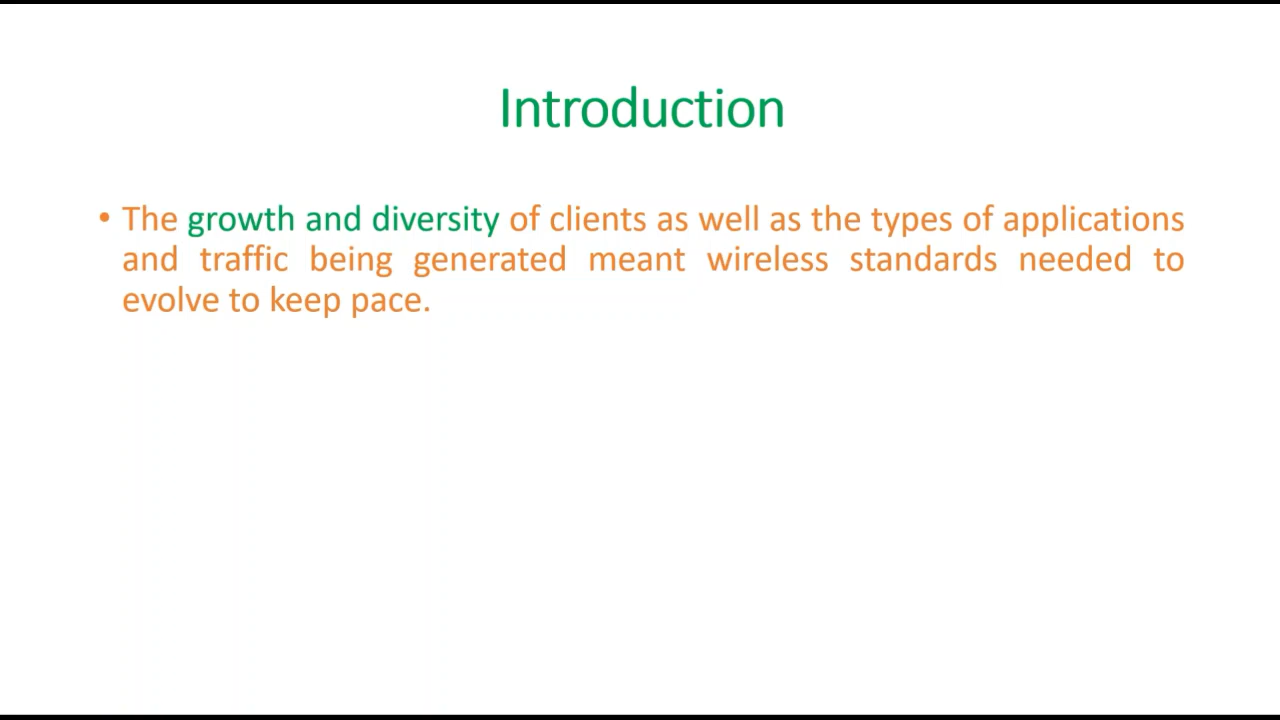 Introduction
• The growth and diversity of clients as well as the types of applications
and traffic being generated meant wireless standards needed to
evolve to keep pace.